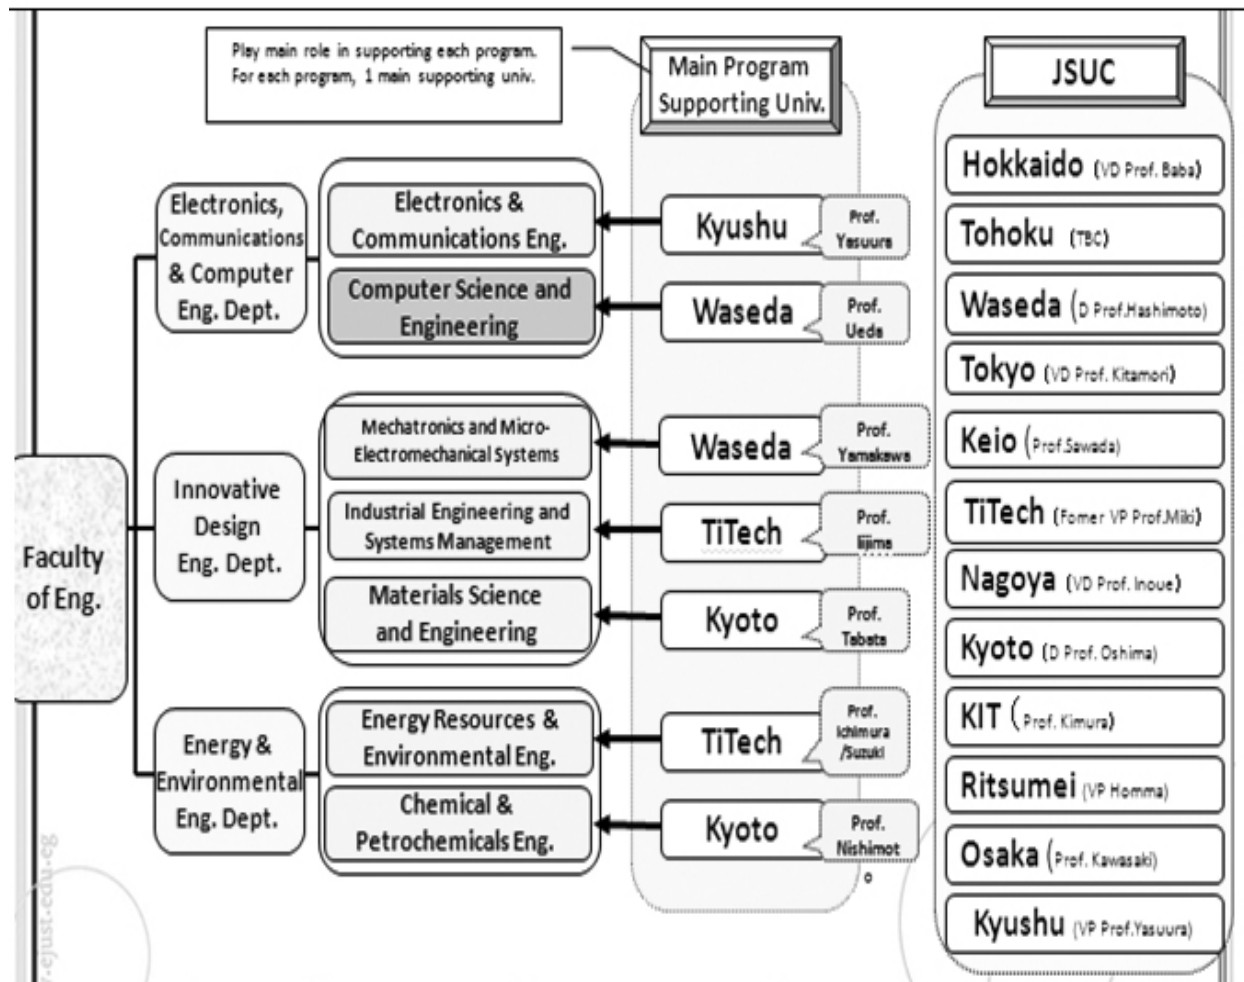 Play main role in supporting each program.
For each program, 1 main supporting univ.
Main Program
Supporting Univ.
JSUC
Faculty
of Eng.
Electronics,
Communications
& Computer
Eng. Dept.
Electronics &
Communications Eng.
Kyushu
Prof.
Yasuura
Computer Science and
Engineering
Waseda
Prof.
Ueda
Innovative
Design
Eng. Dept.
Mechatronics and Micro-
Electromechanical Systems
Waseda
Prof.
Yamakawa
Industrial Engineering and
Systems Management
TiTech
Prof.
Iijima
Materials Science
and Engineering
Kyoto
Prof.
Tabata
Energy &
Environmental
Eng. Dept.
Energy Resources &
Environmental Eng.
TiTech
Prof.
Ichimura
/Suzuki
Chemical &
Petrochemicals Eng.
Kyoto
Prof.
Nishimot
o
Hokkaido (VD Prof. Baba)
Tohoku (TBC)
Waseda (D Prof.Hashimoto)
Tokyo (VD Prof. Kitamori)
Keio (Prof.Sawada)
TiTech (Fomer VP Prof.Miki)
Nagoya (VD Prof. Inoue)
Kyoto (D Prof. Oshima)
KIT (Prof. Kimura)
Ritsumei (VP Homma)
Osaka (Prof. Kawasaki)
Kyushu (VP Prof.Yasuura)
.ejust.edu.eg